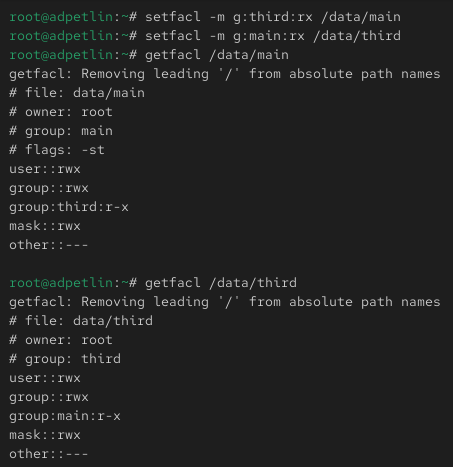 root@adpetlin:~# setfacl -m g:third:rx /data/main
root@adpetlin:~# setfacl -m g:main:rx /data/third
root@adpetlin:~# getfacl /data/main
getfacl: Removing leading '/' from absolute path names
# file: data/main
# owner: root
# group: main
# flags: -st
user::rwx
group::rwx
group:third:r-x
mask::rwx
other::---
root@adpetlin:~# getfacl /data/third
getfacl: Removing leading '/' from absolute path names
# file: data/third
# owner: root
# group: third
user::rwx
group::rwx
group:main:r-x
mask::rwx
other::---